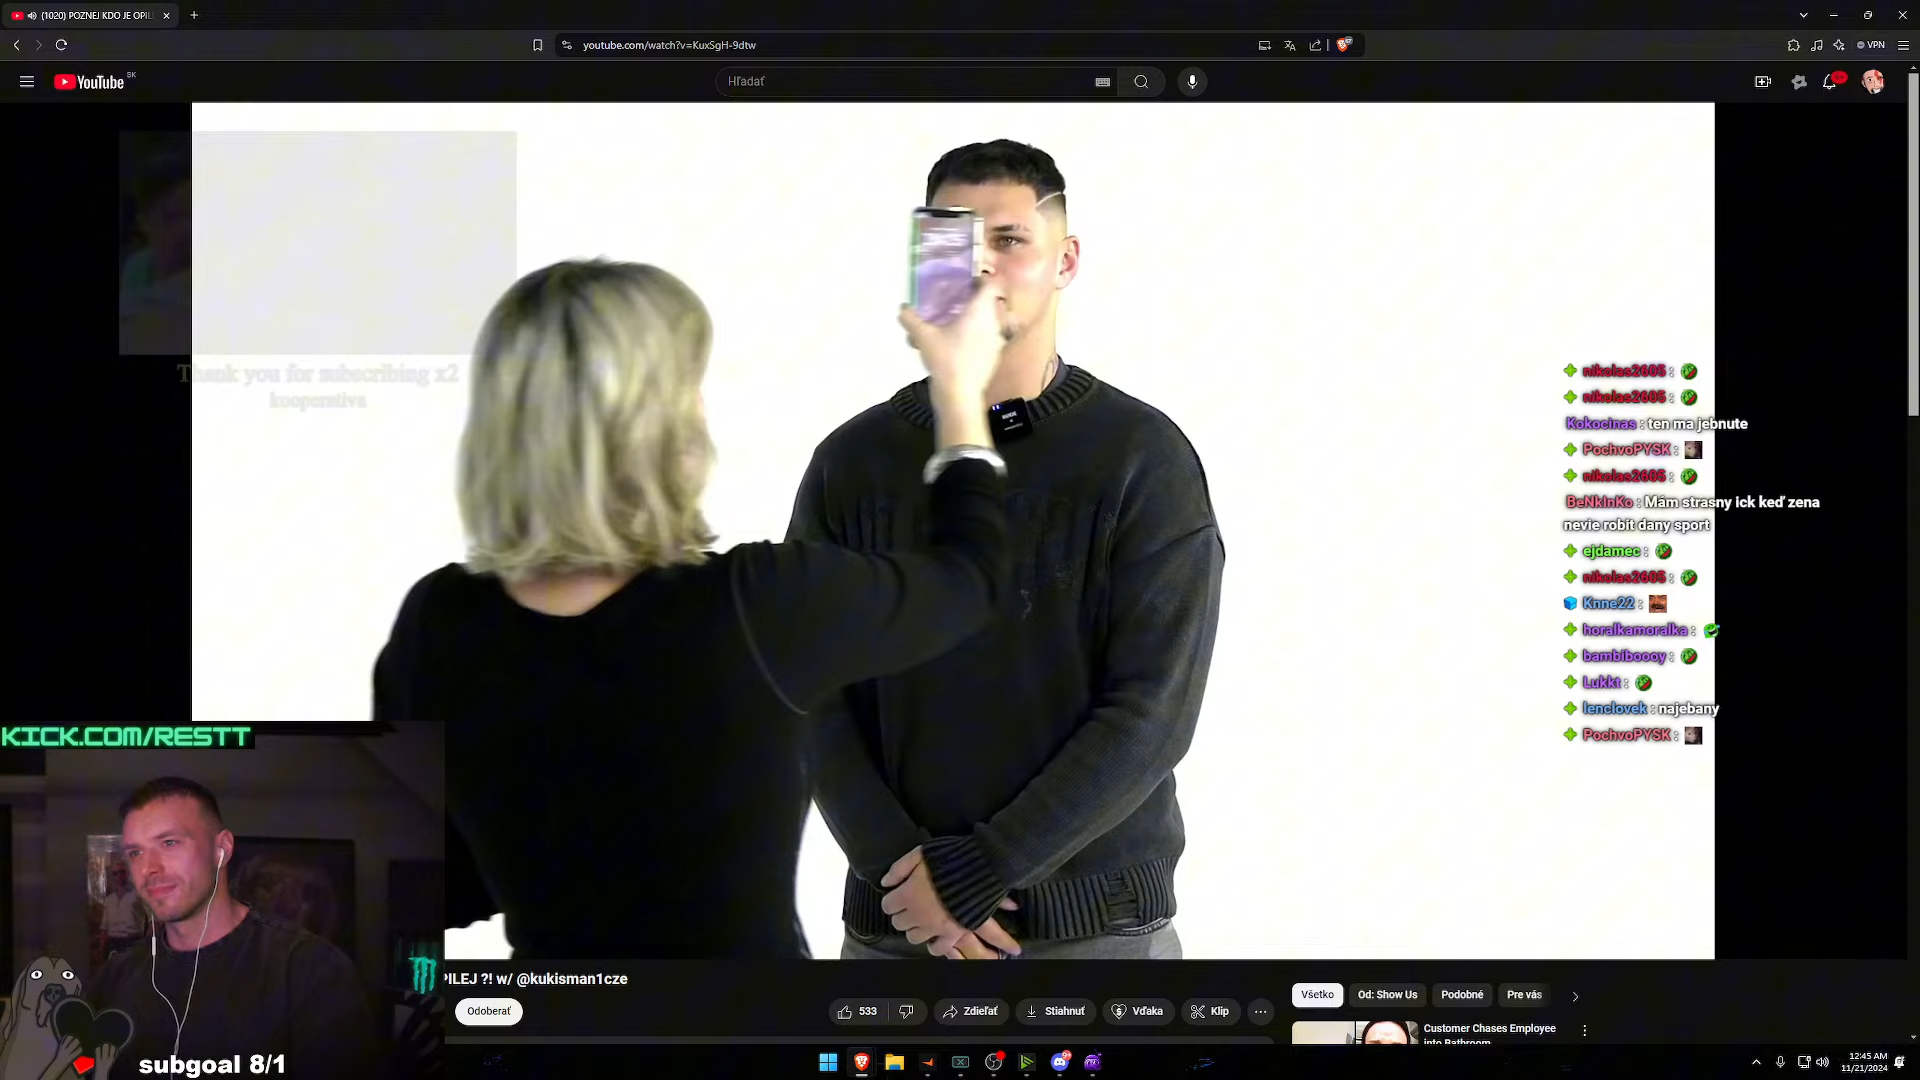 (1020) POZNEJ KDO JE OPIL
youtube.com/watch?v=KuxSgH-9dtw
VPN
YouTube SK
Hľadať
Thank you for subscribing x2
kooperativa
nikolas2605 :
nikolas2605 :
Kokocinas : ten ma jebnute
PochvoPYSK :
nikolas2605 :
BeNkInKo : Mám strasny ick keď zena
nevie robit dany sport
ejdamec :
nikolas2605 :
Knne22 :
horalkamoralka :
bambiboooy :
Lukkt :
lenclovek : najebany
PochvoPYSK :
KICK.COM/RESTT
PILEJ ?! w/ @kukisman1cze
Odoberať
533
Zdieľať
Stiahnuť
Vďaka
Klip
Všetko
Od: Show Us
Podobné
Pre vás
Customer Chases Employee
into Bathroom
subgoal 8/1
12:45 AM
11/21/2024